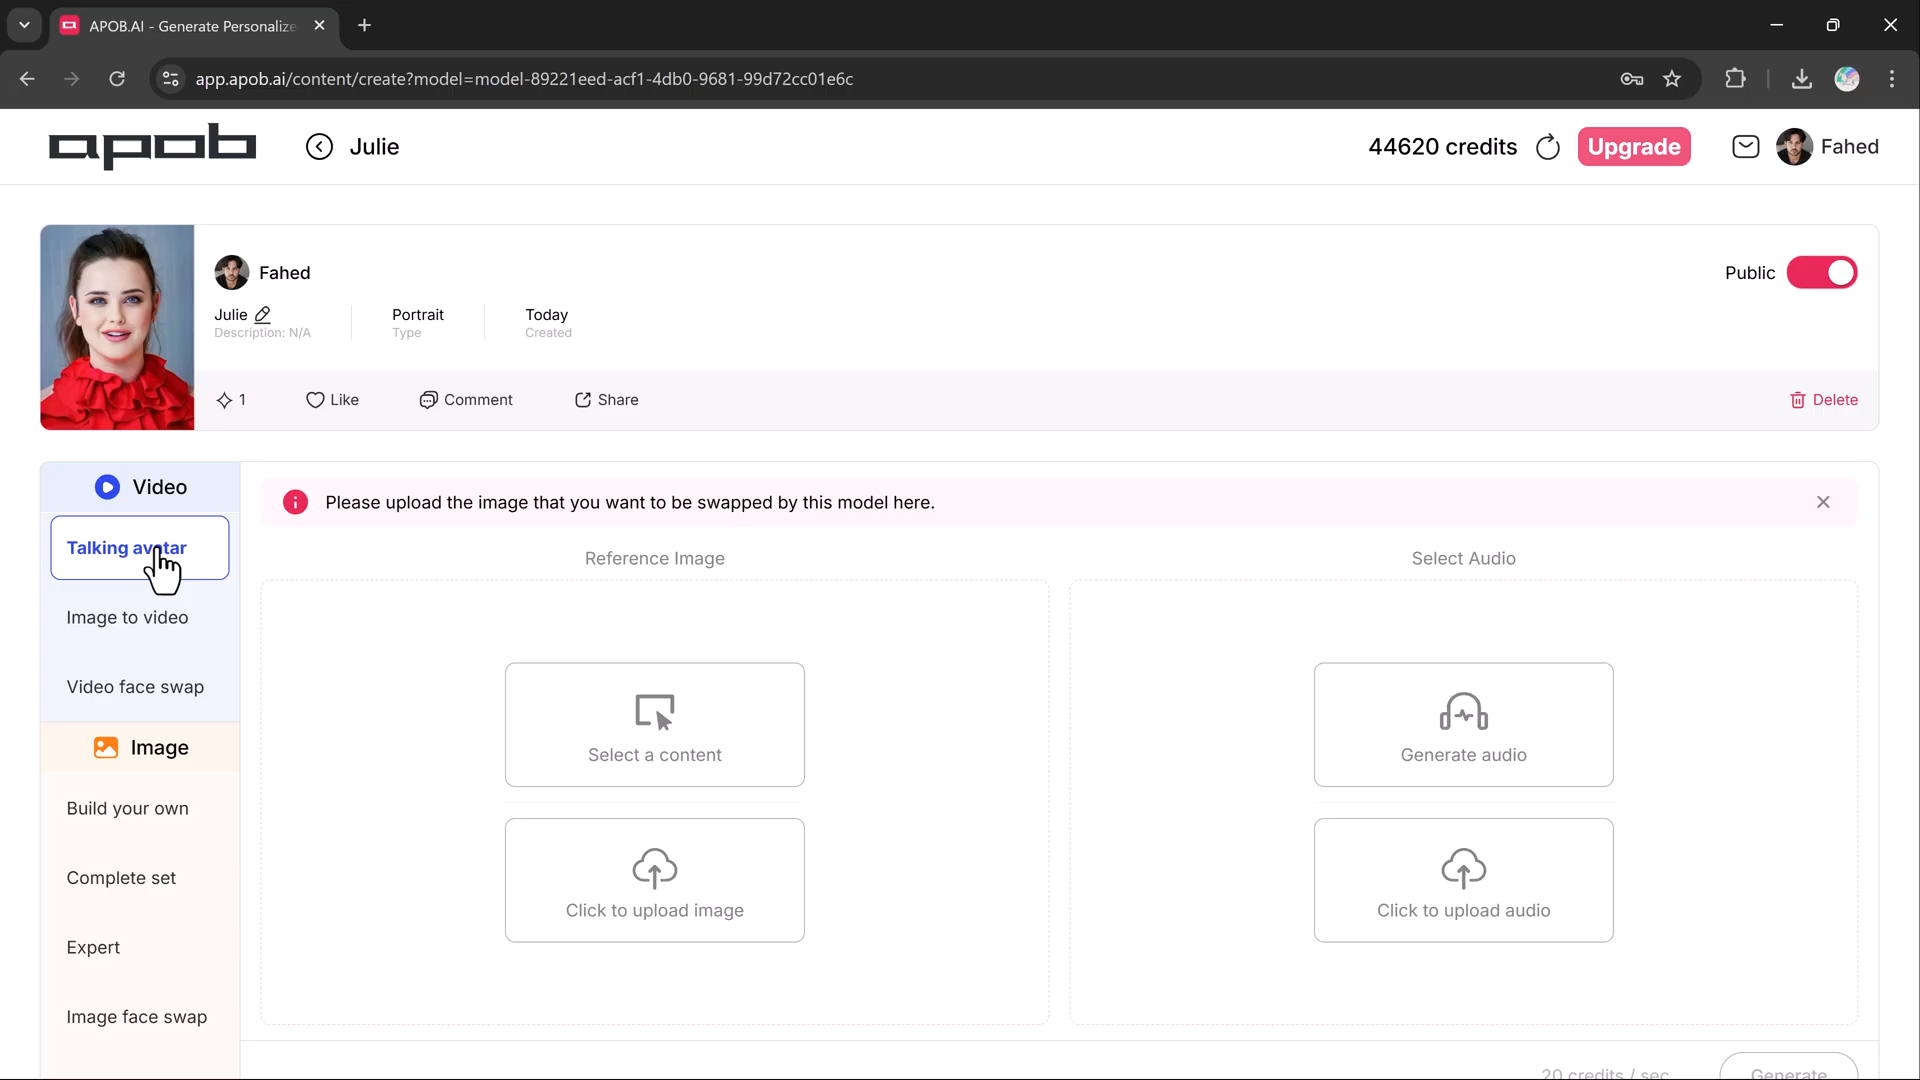 APOB.AI - Generate Personalize
app.apob.ai/content/create?model=model-89221eed-acf1-4db0-9681-99d72cc01e6c
apob
Julie
44620 credits
Upgrade
Fahed
Fahed
Public
Julie
Portrait
Today
Description: N/A
Type
Created
1
Like
Comment
Share
Delete
Video
Please upload the image that you want to be swapped by this model here.
Talking avatar
Reference Image
Select Audio
Image to video
Video face swap
Select a content
Generate audio
Image
Build your own
Complete set
Click to upload image
Click to upload audio
Expert
Image face swap
20 credits / sec
Generate